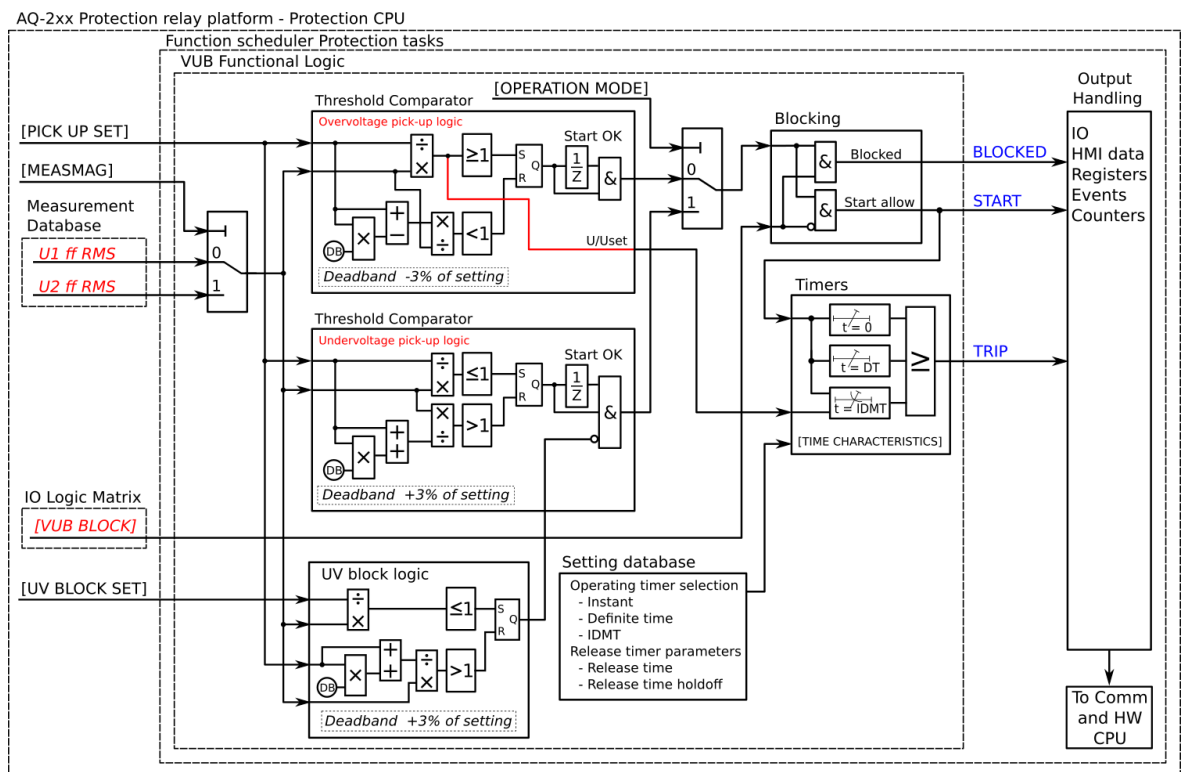 AQ-2xx Protection relay platform - Protection CPU
Function scheduler Protection tasks
VUB Functional Logic
[OPERATION MODE]
Output
Handling
Threshold Comparator
Overvoltage pick-up logic
[PICK UP SET]
÷
×
≥1
S
R
Q
Start OK
1
Z
&
0
1
Blocking
&
Blocked
BLOCKED
&
Start allow
START
IO
HMI data
Registers
Events
Counters
[MEASMAG]
Measurement
Database
U1 ff RMS
U2 ff RMS
0
1
+
−
×
DB
×
÷
<1
U/Uset
Deadband -3% of setting
Timers
t = 0
t = DT
t = IDMT
≥
TRIP
[TIME CHARACTERISTICS]
Threshold Comparator
Undervoltage pick-up logic
÷
×
≤1
S
R
Q
Start OK
1
Z
&
×
÷
>1
+
+
×
DB
Deadband +3% of setting
IO Logic Matrix
[VUB BLOCK]
[UV BLOCK SET]
UV block logic
÷
×
≤1
S
R
Q
+
+
×
DB
÷
×
>1
Deadband +3% of setting
Setting database
Operating timer selection
- Instant
- Definite time
- IDMT
Release timer parameters
- Release time
- Release time holdoff
To Comm
and HW
CPU